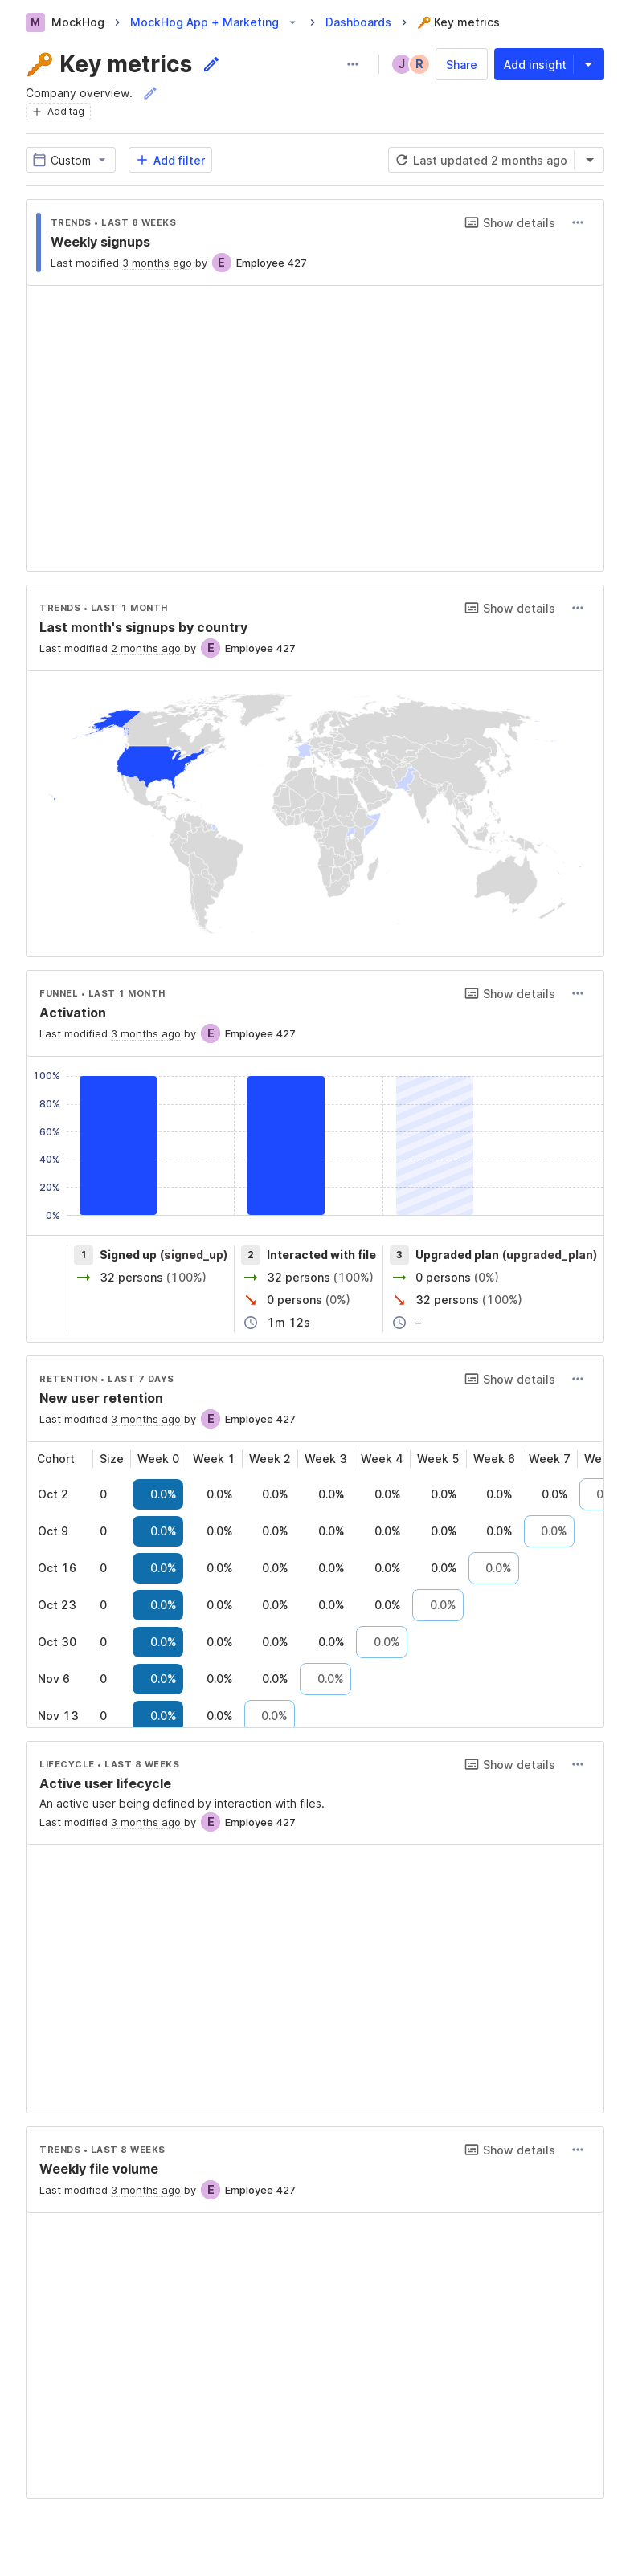 M MockHog MockHog App + Marketing Dashboards 🔑 Key metrics
🔑 Key metrics
J R Share Add insight
Company overview.
Add tag
Custom Add filter Last updated 2 months ago
TRENDS • LAST 8 WEEKS Show details
Weekly signups
Last modified 3 months ago by E Employee 427
TRENDS • LAST 1 MONTH Show details
Last month's signups by country
Last modified 2 months ago by E Employee 427
FUNNEL • LAST 1 MONTH Show details
Activation
Last modified 3 months ago by E Employee 427
100%
80%
60%
40%
20%
0%
1 Signed up (signed_up) 2 Interacted with file 3 Upgraded plan (upgraded_plan)
32 persons (100%) 32 persons (100%) 0 persons (0%)
0 persons (0%) 32 persons (100%)
1m 12s –
RETENTION • LAST 7 DAYS Show details
New user retention
Last modified 3 months ago by E Employee 427
Cohort Size Week 0 Week 1 Week 2 Week 3 Week 4 Week 5 Week 6 Week 7
Oct 2 0 0.0% 0.0% 0.0% 0.0% 0.0% 0.0% 0.0% 0.0%
Oct 9 0 0.0% 0.0% 0.0% 0.0% 0.0% 0.0% 0.0% 0.0%
Oct 16 0 0.0% 0.0% 0.0% 0.0% 0.0% 0.0% 0.0%
Oct 23 0 0.0% 0.0% 0.0% 0.0% 0.0% 0.0%
Oct 30 0 0.0% 0.0% 0.0% 0.0% 0.0%
Nov 6 0 0.0% 0.0% 0.0% 0.0%
Nov 13 0 0.0% 0.0% 0.0%
LIFECYCLE • LAST 8 WEEKS Show details
Active user lifecycle
An active user being defined by interaction with files.
Last modified 3 months ago by E Employee 427
TRENDS • LAST 8 WEEKS Show details
Weekly file volume
Last modified 3 months ago by E Employee 427